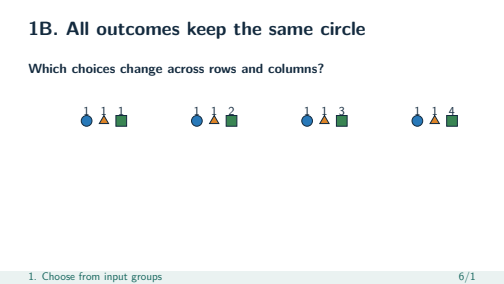 1B. All outcomes keep the same circle
Which choices change across rows and columns?
1 1 1 1 1 2 1 1 3 1 1 4
1. Choose from input groups 6/1